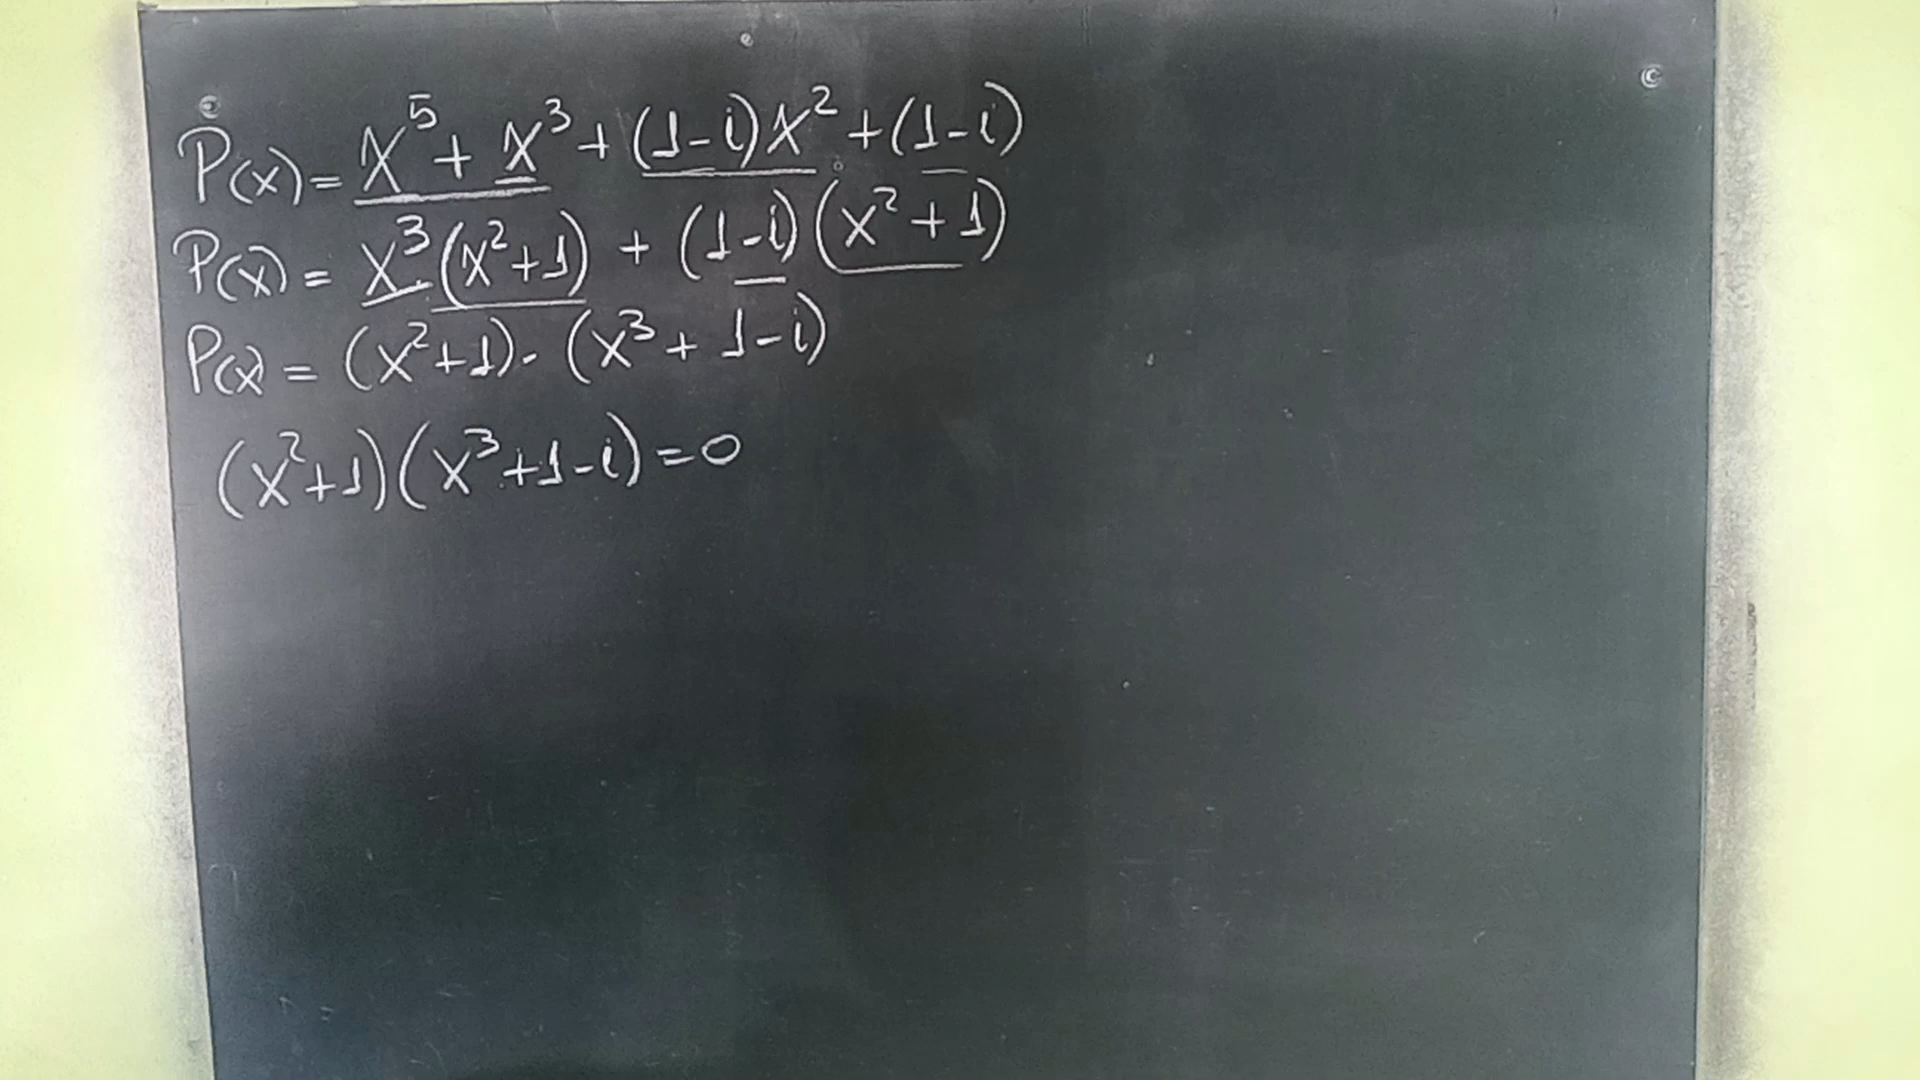 P(x) = x⁵ + x³ + (1-i)x² + (1-i)
P(x) = x³(x²+1) + (1-i)(x²+1)
P(x) = (x²+1)·(x³+1-i)
(x²+1)(x³+1-i)=0